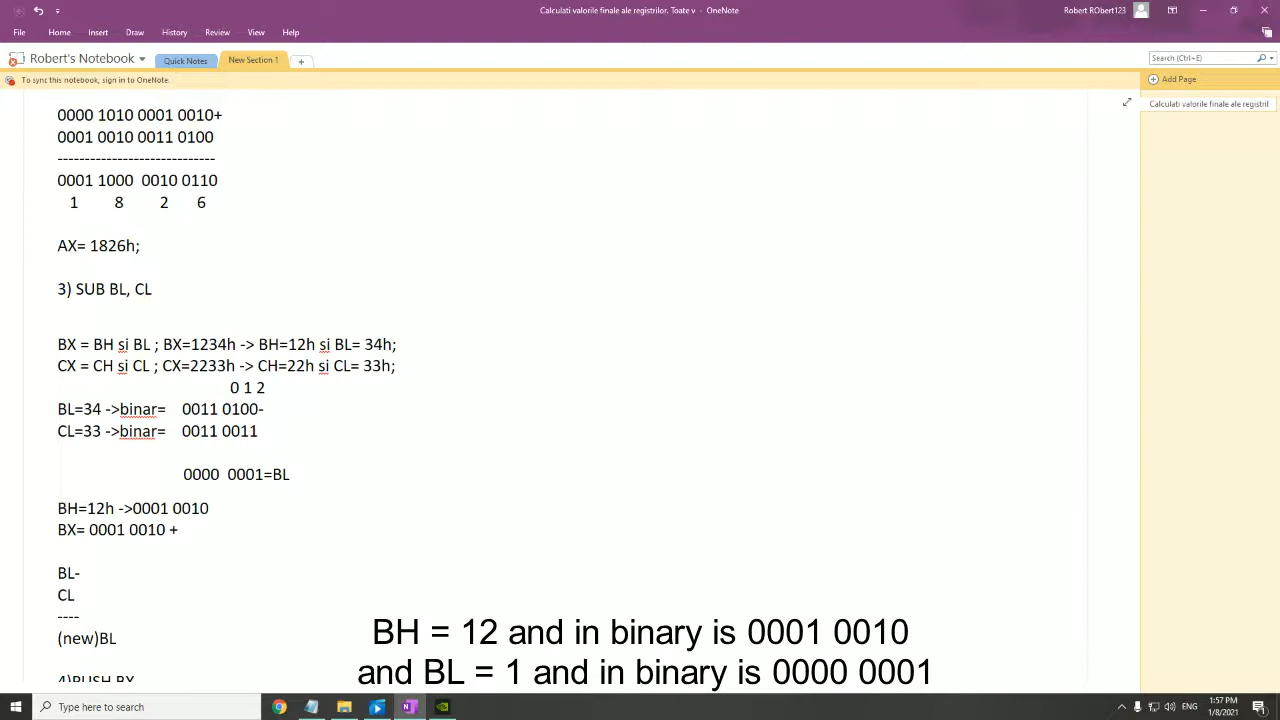 Calculati valorile finale ale registrilor. Toate v - OneNote
Robert RObert123
File Home Insert Draw History Review View Help
Robert's Notebook
Quick Notes
New Section 1
Search (Ctrl+E)
To sync this notebook, sign in to OneNote.
Add Page
Calculati valorile finale ale registril
0000 1010 0001 0010+
0001 0010 0011 0100
-----------------------------
0001 1000 0010 0110
1 8 2 6
AX= 1826h;
3) SUB BL, CL
BX = BH si BL ; BX=1234h -> BH=12h si BL= 34h;
CX = CH si CL ; CX=2233h -> CH=22h si CL= 33h;
0 1 2
BL=34 ->binar= 0011 0100-
CL=33 ->binar= 0011 0011
0000 0001=BL
BH=12h ->0001 0010
BX= 0001 0010 +
BL-
CL
----
(new)BL
4)PUSH BX
BH = 12 and in binary is 0001 0010
and BL = 1 and in binary is 0000 0001
Type here to search
ENG
1:57 PM
1/8/2021